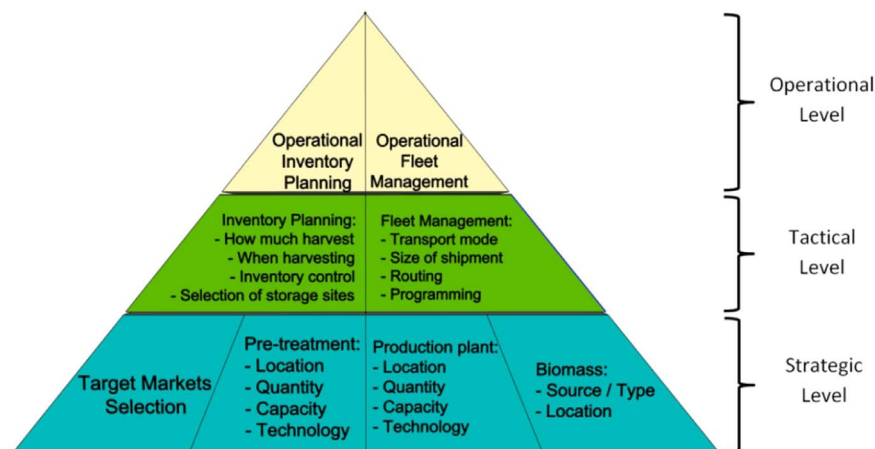 Operational
Inventory
Planning
Operational
Fleet
Management
Operational
Level
Inventory Planning:
- How much harvest
- When harvesting
- Inventory control
- Selection of storage sites
Fleet Management:
- Transport mode
- Size of shipment
- Routing
- Programming
Tactical
Level
Target Markets
Selection
Pre-treatment:
- Location
- Quantity
- Capacity
- Technology
Production plant:
- Location
- Quantity
- Capacity
- Technology
Biomass:
- Source / Type
- Location
Strategic
Level